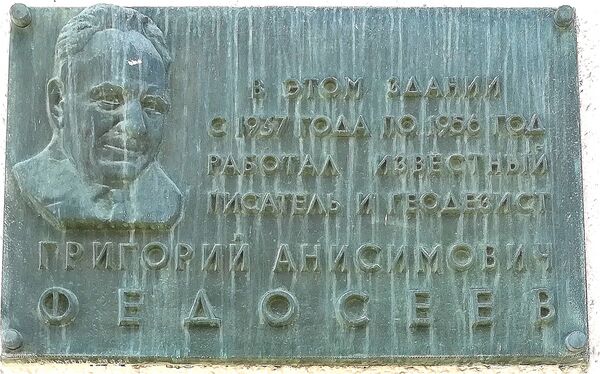 В ЭТОМ ЗДАНИИ
С 1937 ГОДА ПО 1956 ГОД
РАБОТАЛ ИЗВЕСТНЫЙ
ПИСАТЕЛЬ И ГЕОДЕЗИСТ
ГРИГОРИЙ АНИСИМОВИЧ
ФЕДОСЕЕВ